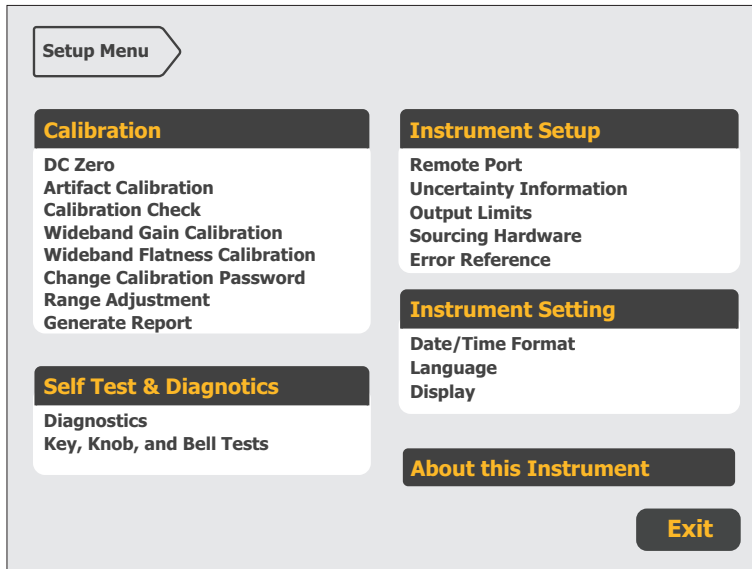 Setup Menu
Calibration
DC Zero
Artifact Calibration
Calibration Check
Wideband Gain Calibration
Wideband Flatness Calibration
Change Calibration Password
Range Adjustment
Generate Report
Self Test & Diagnotics
Diagnostics
Key, Knob, and Bell Tests
Instrument Setup
Remote Port
Uncertainty Information
Output Limits
Sourcing Hardware
Error Reference
Instrument Setting
Date/Time Format
Language
Display
About this Instrument
Exit